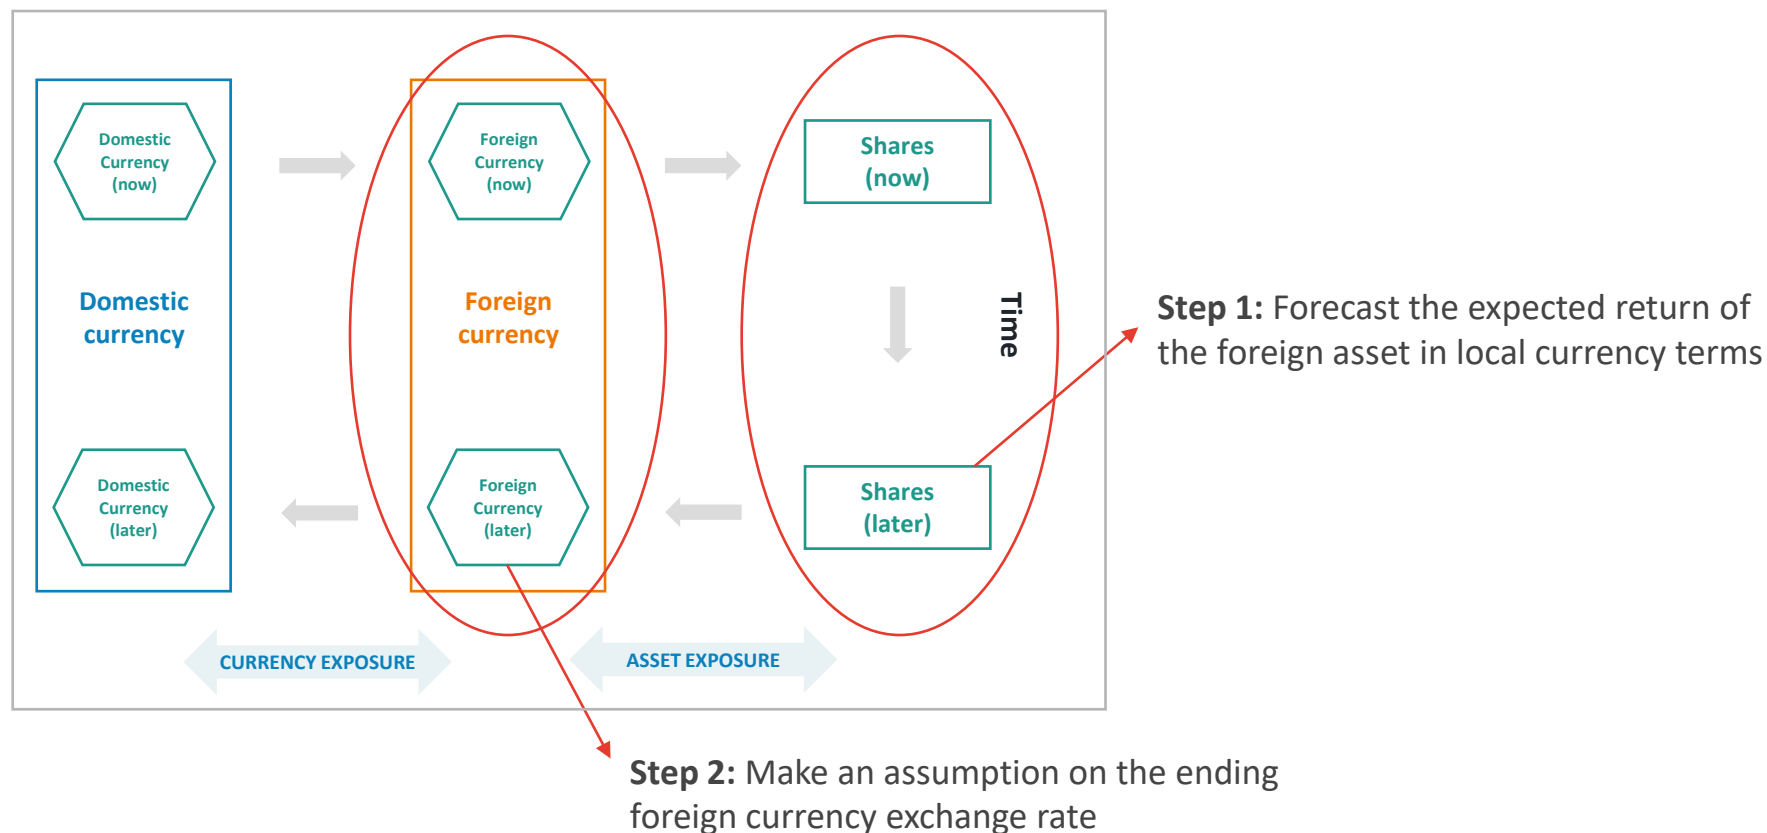 Domestic
Currency
(now)
Foreign
Currency
(now)
Shares
(now)
Domestic
currency
Foreign
currency
Time
Step 1: Forecast the expected return of
the foreign asset in local currency terms
Domestic
Currency
(later)
Foreign
Currency
(later)
Shares
(later)
CURRENCY EXPOSURE
ASSET EXPOSURE
Step 2: Make an assumption on the ending
foreign currency exchange rate